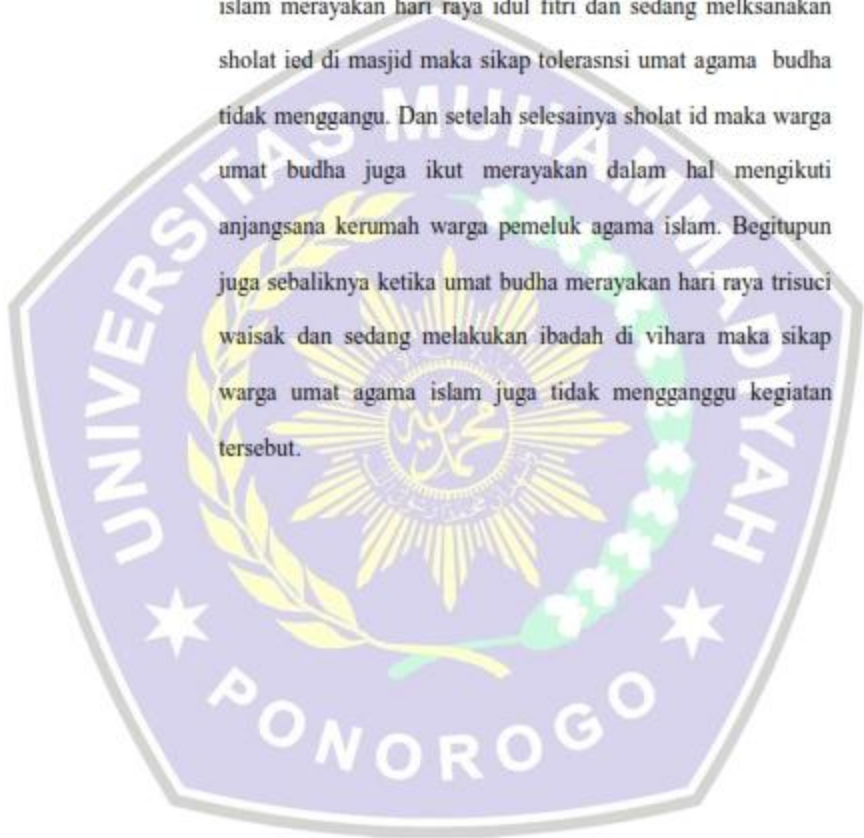 islam merayakan hari raya idul fitri dan sedang melksanakan
sholat ied di masjid maka sikap tolerasnsi umat agama budha
tidak menggangu. Dan setelah selesainya sholat id maka warga
umat budha juga ikut merayakan dalam hal mengikuti
anjangsana kerumah warga pemeluk agama islam. Begitupun
juga sebaliknya ketika umat budha merayakan hari raya trisuci
waisak dan sedang melakukan ibadah di vihara maka sikap
warga umat agama islam juga tidak mengganggu kegiatan
tersebut.
UNIVERSITAS MUHAMMADIYAH
PONOROGO